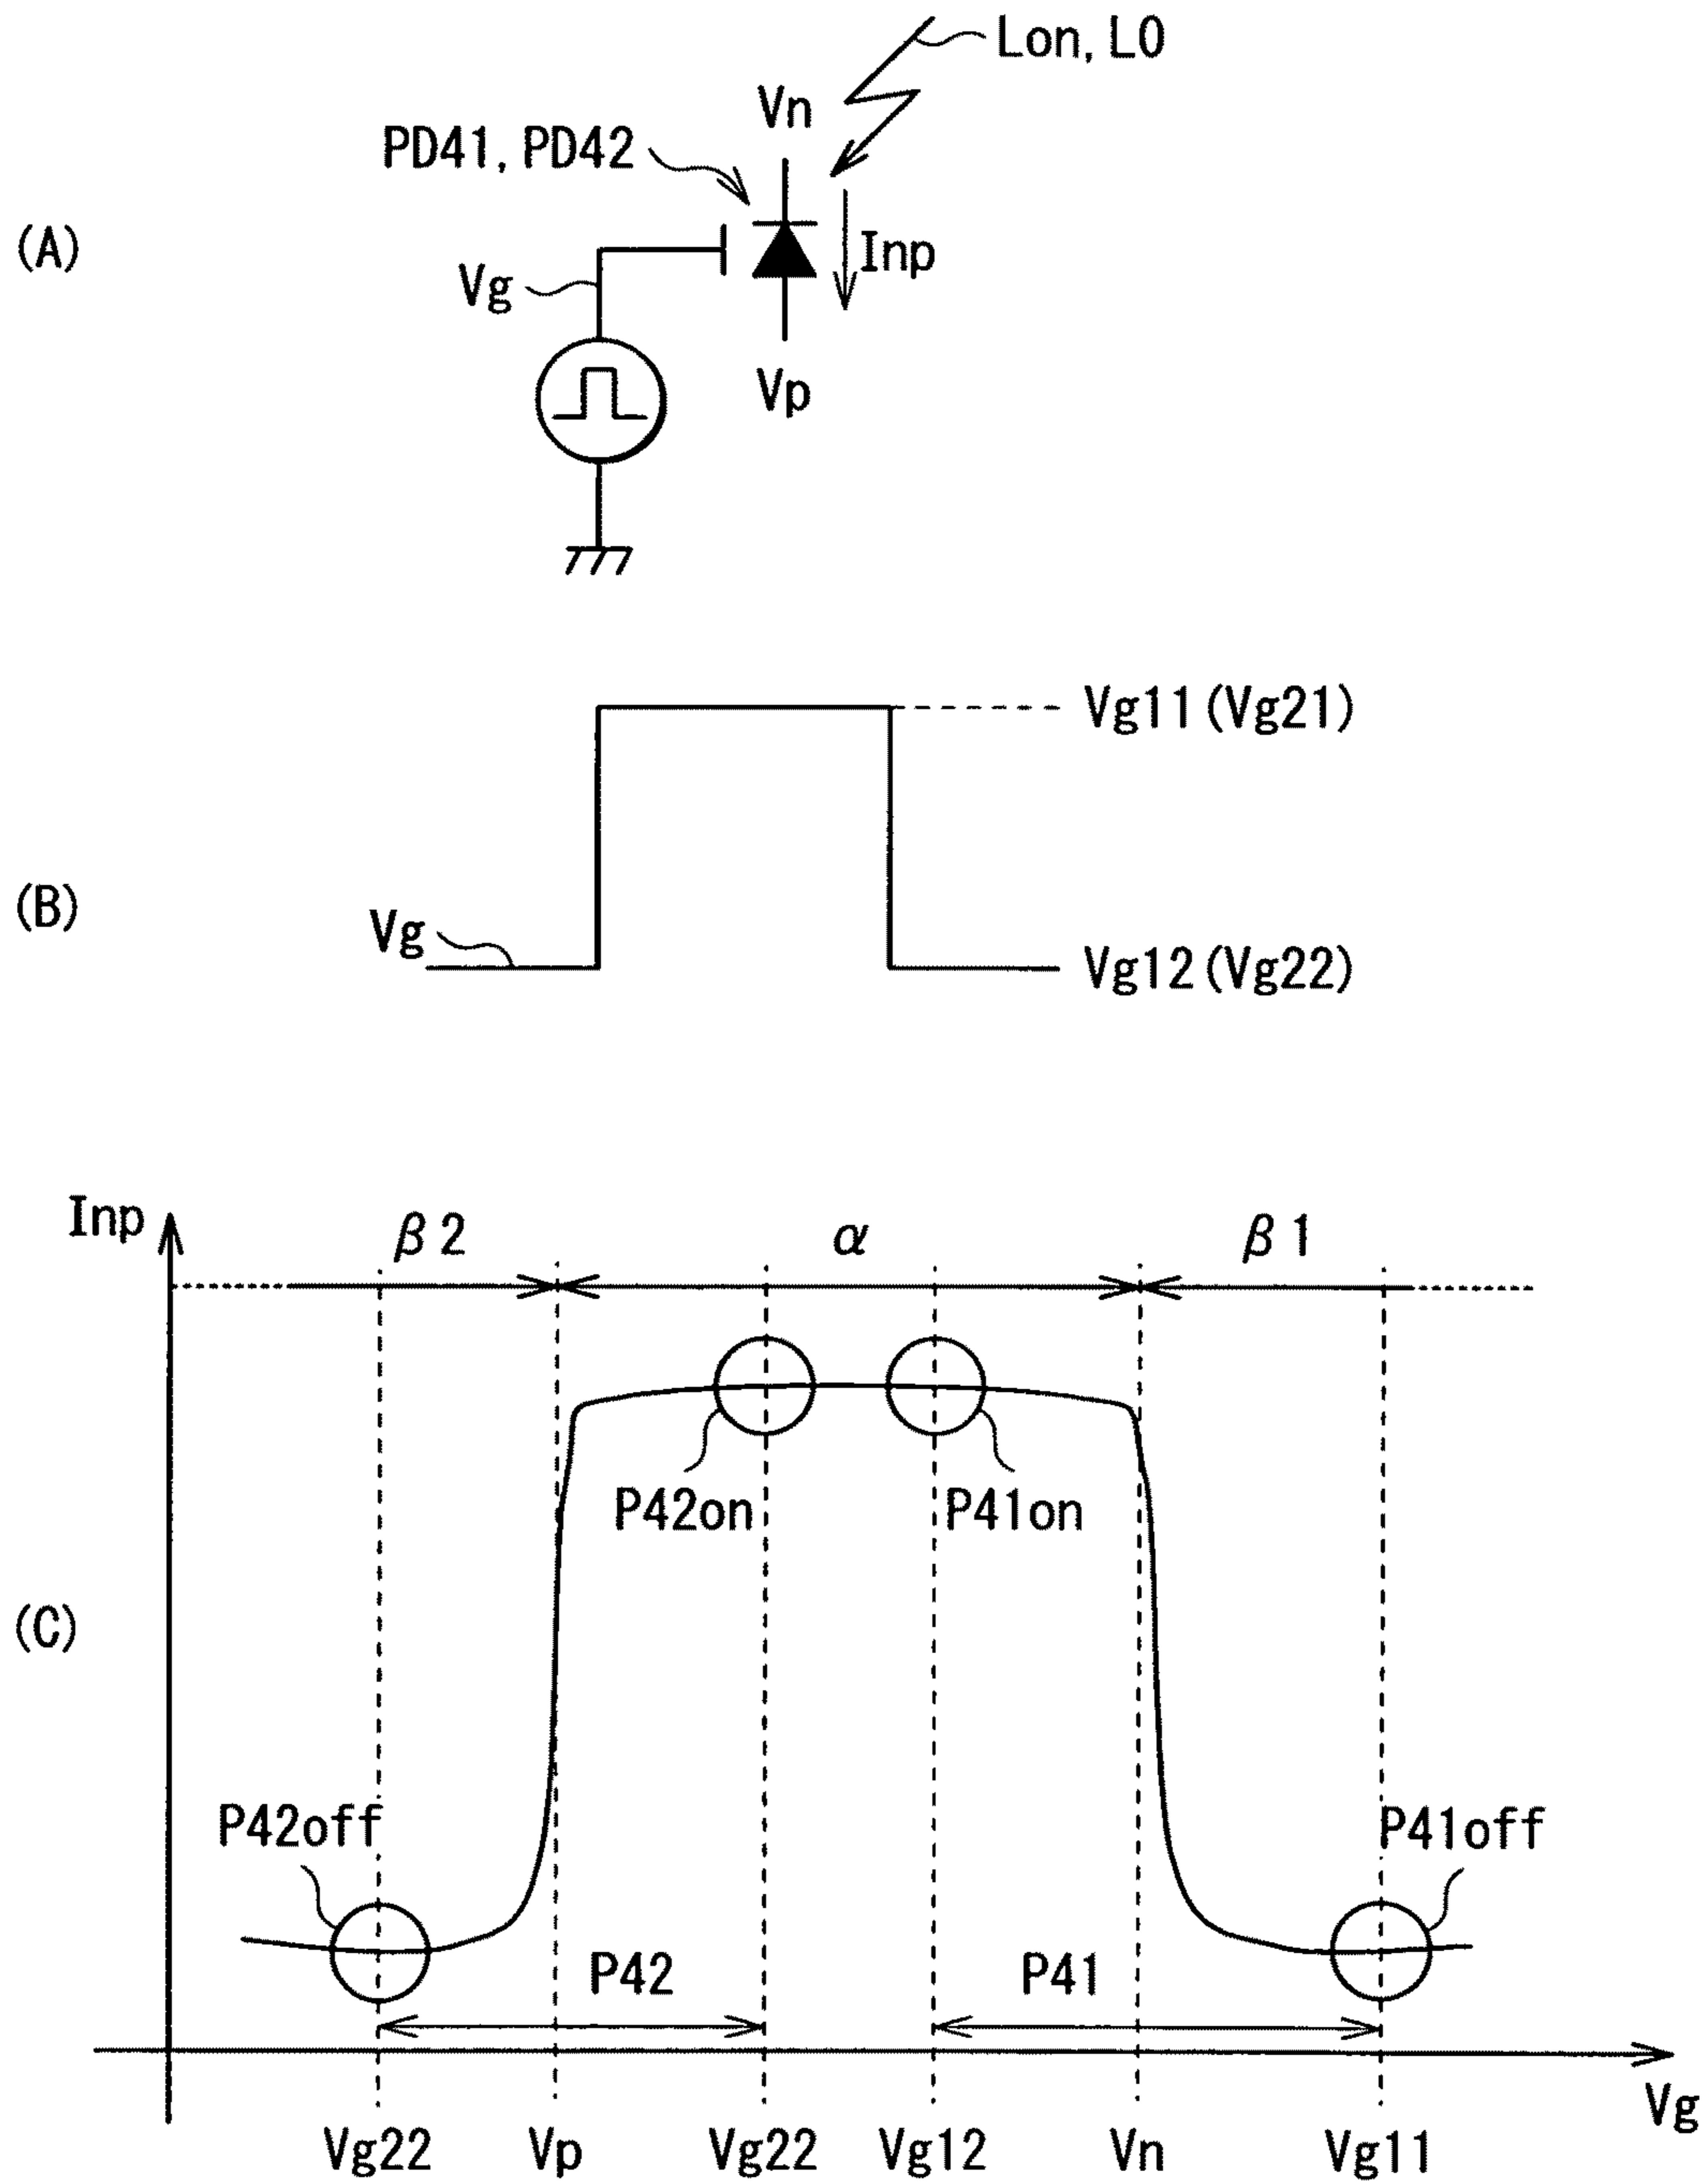 Lon, L0
Vn
PD41, PD42
(A)
Inp
Vg
Vp
Vg11 (Vg21)
(B)
Vg
Vg12 (Vg22)
Inp
β2 α β1
P42on P41on
(C)
P42off P41off
P42 P41
Vg
Vg22 Vp Vg22 Vg12 Vn Vg11